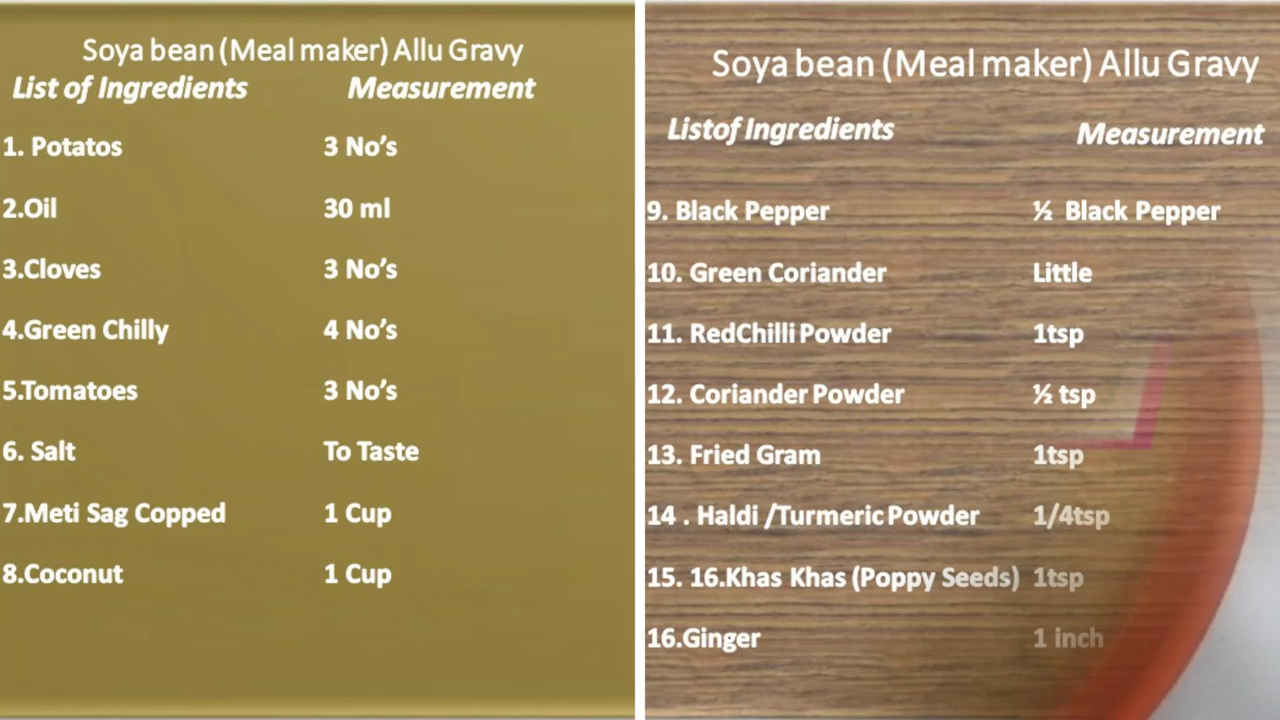 Soya bean (Meal maker) Allu Gravy
List of Ingredients Measurement
1. Potatos 3 No's
2.Oil 30 ml
3.Cloves 3 No's
4.Green Chilly 4 No's
5.Tomatoes 3 No's
6. Salt To Taste
7.Meti Sag Copped 1 Cup
8.Coconut 1 Cup
Soya bean (Meal maker) Allu Gravy
Listof Ingredients Measurement
9. Black Pepper ½ Black Pepper
10. Green Coriander Little
11. RedChilli Powder 1tsp
12. Coriander Powder ½ tsp
13. Fried Gram 1tsp
14 . Haldi /Turmeric Powder 1/4tsp
15. 16.Khas Khas (Poppy Seeds) 1tsp
16.Ginger 1 inch